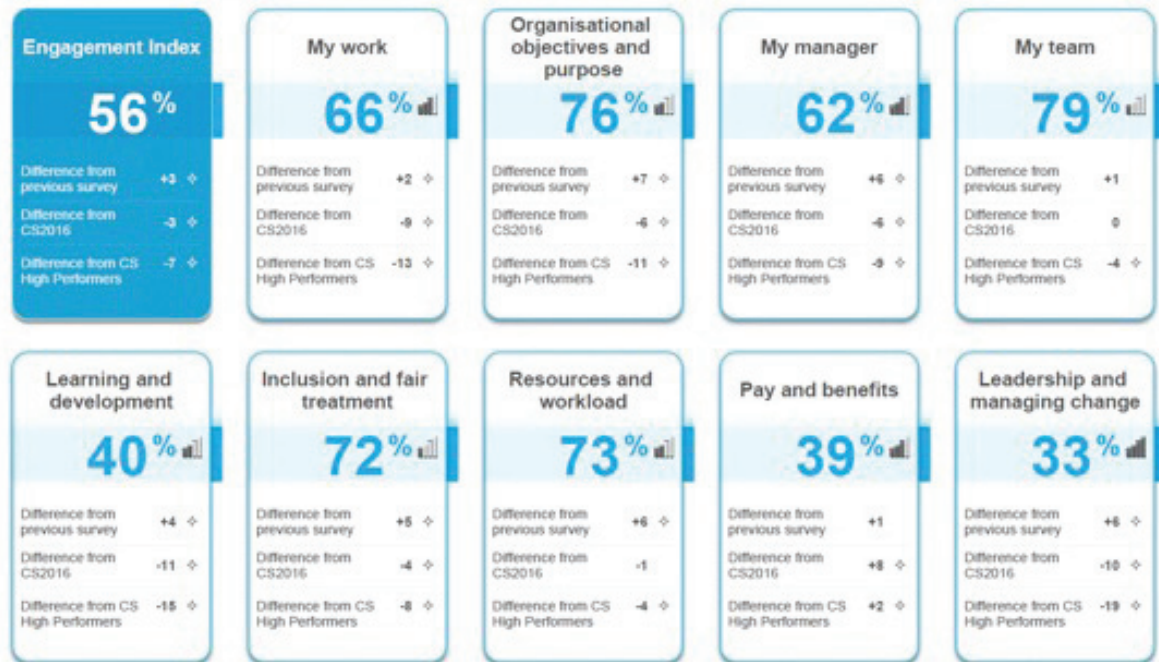 Engagement Index
56%
Difference from
previous survey
+3
Difference from
CS2016
-3
Difference from CS
High Performers
-7
My work
66%
Difference from
previous survey
+2
Difference from
CS2016
-9
Difference from CS
High Performers
-13
Organisational
objectives and
purpose
76%
Difference from
previous survey
+7
Difference from
CS2016
-6
Difference from CS
High Performers
-11
My manager
62%
Difference from
previous survey
+6
Difference from
CS2016
-6
Difference from CS
High Performers
-9
My team
79%
Difference from
previous survey
+1
Difference from
CS2016
0
Difference from CS
High Performers
-4
Learning and
development
40%
Difference from
previous survey
+4
Difference from
CS2016
-11
Difference from CS
High Performers
-15
Inclusion and fair
treatment
72%
Difference from
previous survey
+5
Difference from
CS2016
-4
Difference from CS
High Performers
-8
Resources and
workload
73%
Difference from
previous survey
+6
Difference from
CS2016
-1
Difference from CS
High Performers
-4
Pay and benefits
39%
Difference from
previous survey
+1
Difference from
CS2016
+8
Difference from CS
High Performers
+2
Leadership and
managing change
33%
Difference from
previous survey
+6
Difference from
CS2016
-10
Difference from CS
High Performers
-19